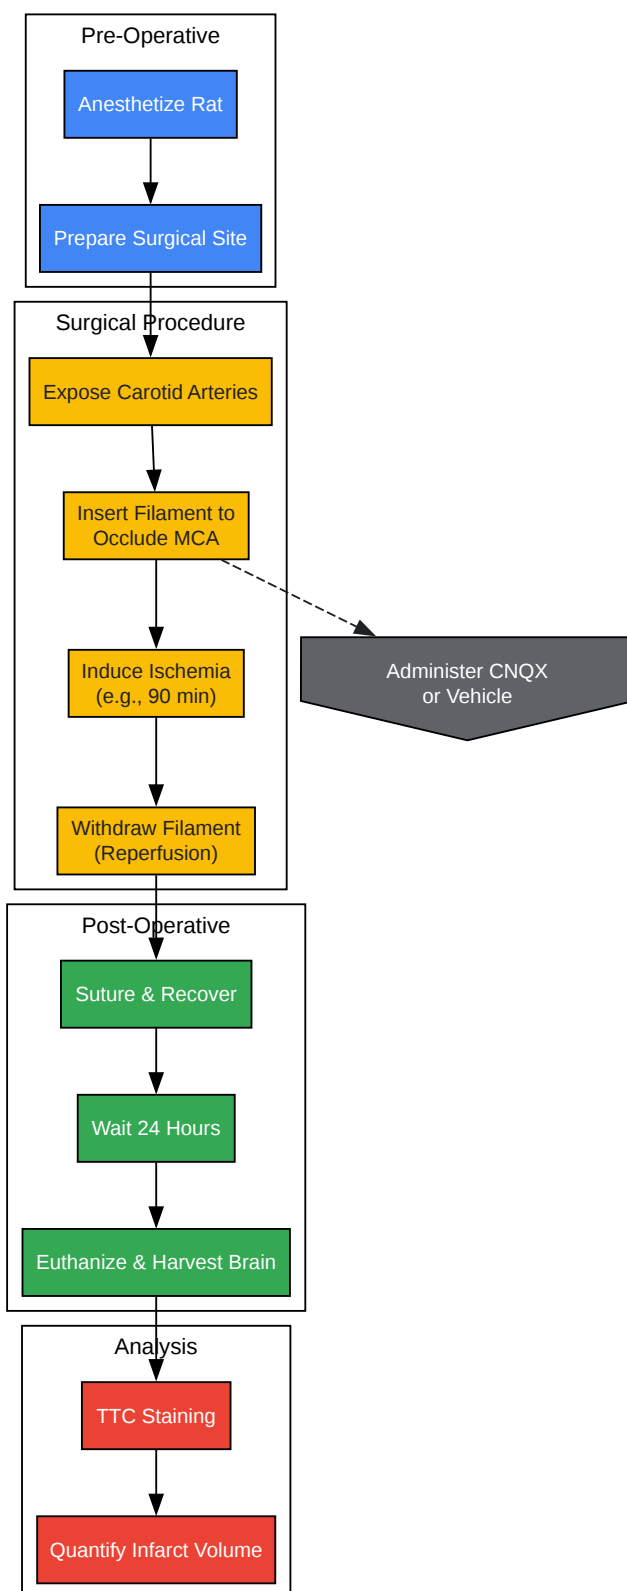 Pre-Operative
Anesthetize Rat
Prepare Surgical Site
Surgical Procedure
Expose Carotid Arteries
Insert Filament to
Occlude MCA
Induce Ischemia
(e.g., 90 min)
Administer CNQX
or Vehicle
Withdraw Filament
(Reperfusion)
Post-Operative
Suture & Recover
Wait 24 Hours
Euthanize & Harvest Brain
Analysis
TTC Staining
Quantify Infarct Volume